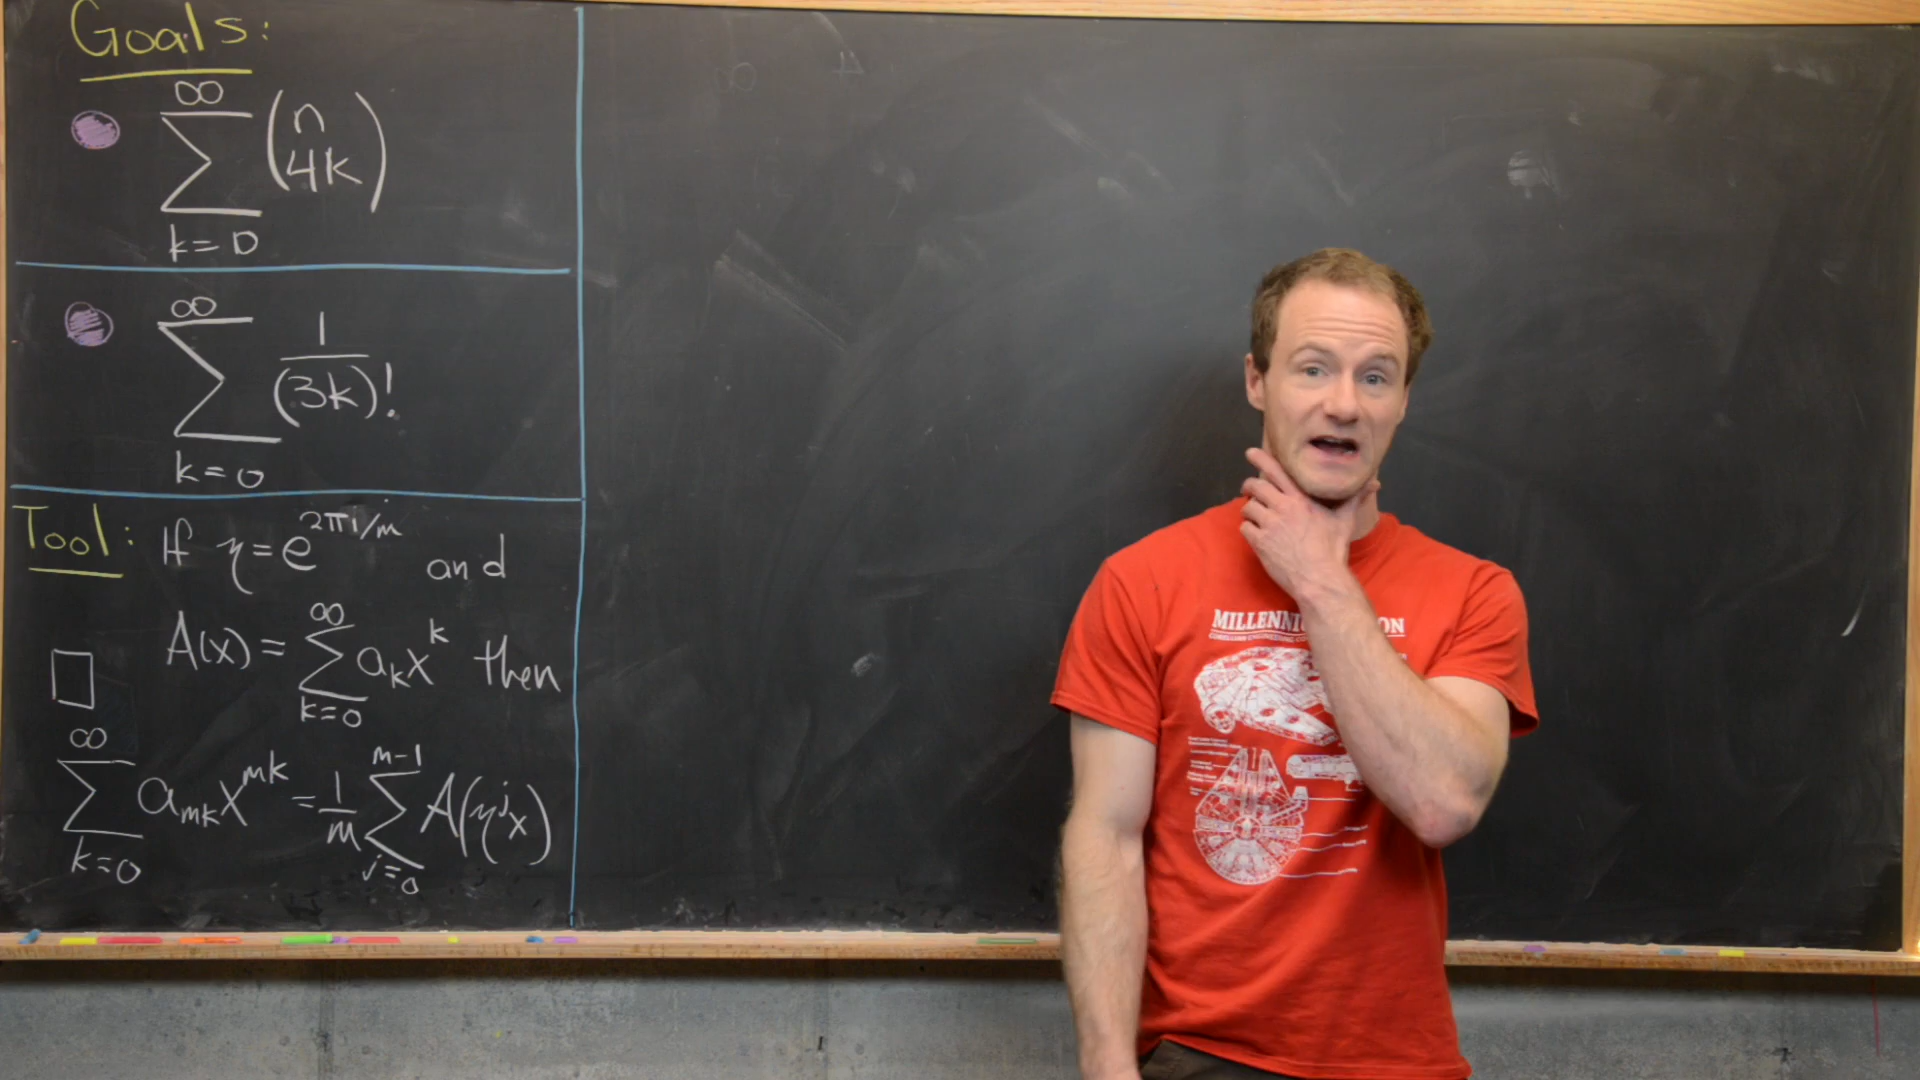 Goals:
∞
∑ (n 4k)
k=0
∞
∑ 1/(3k)!
k=0
Tool: If η=e^{2πi/m} and
A(x) = ∑_{k=0}^{∞} a_k x^k then
∑_{k=0}^{∞} a_{mk} x^{mk} = 1/m ∑_{j=0}^{m-1} A(η^j x)
MILLENNI ON